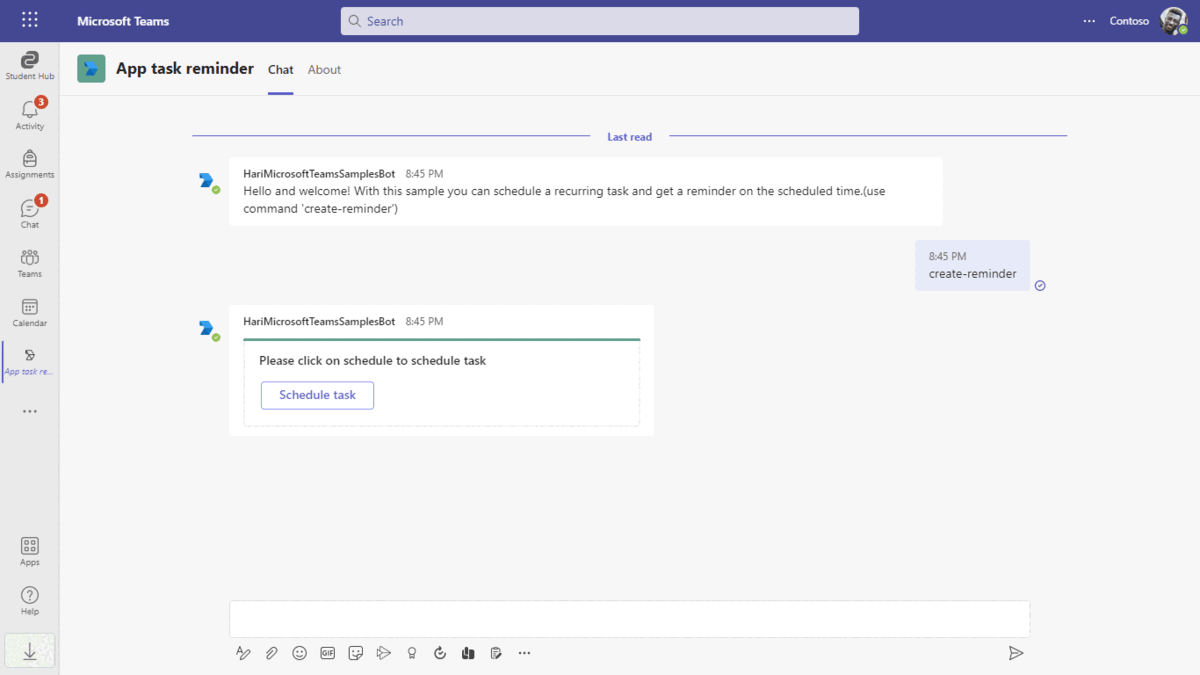 Microsoft Teams
Search
Contoso
Student Hub
3
Activity
Assignments
1
Chat
Teams
Calendar
App task re...
Apps
Help
App task reminder
Chat
About
Last read
HariMicrosoftTeamsSamplesBot 8:45 PM
Hello and welcome! With this sample you can schedule a recurring task and get a reminder on the scheduled time.(use
command 'create-reminder')
8:45 PM
create-reminder
HariMicrosoftTeamsSamplesBot 8:45 PM
Please click on schedule to schedule task
Schedule task
GIF